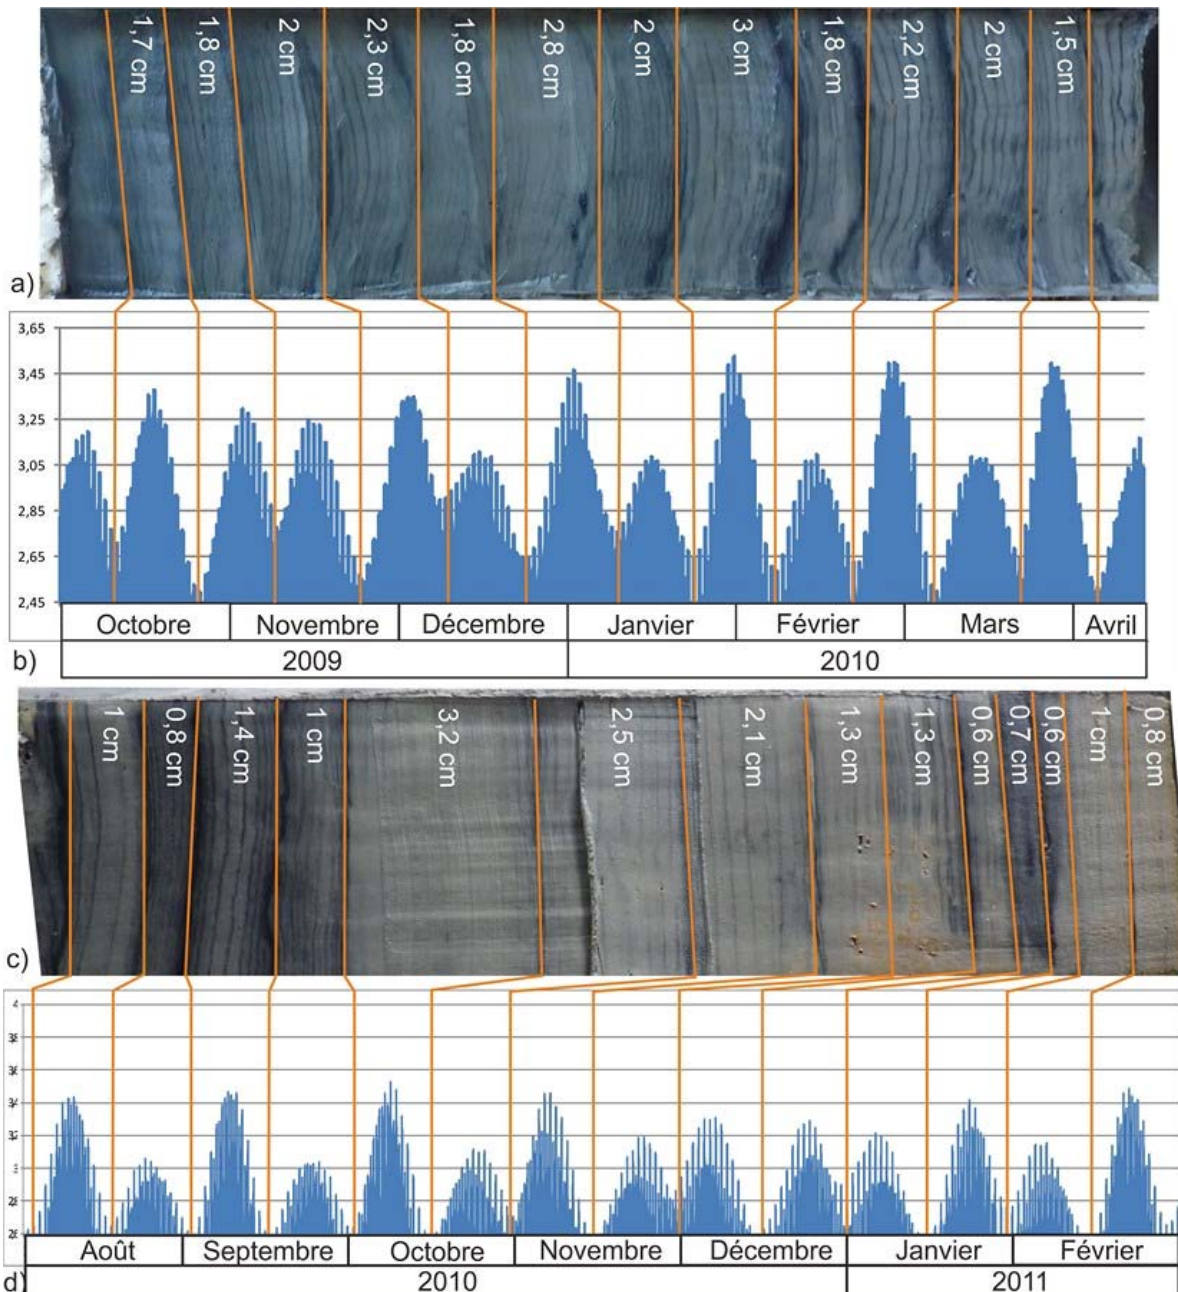 1,7 cm
1,8 cm
2 cm
2,3 cm
1,8 cm
2,8 cm
2 cm
3 cm
1,8 cm
2,2 cm
2 cm
1,5 cm
a)
3,65
3,45
3,25
3,05
2,85
2,65
2,45
Octobre Novembre Décembre Janvier Février Mars Avril
b) 2009 2010
1 cm
0,8 cm
1,4 cm
1 cm
3,2 cm
2,5 cm
2,1 cm
1,3 cm
1,3 cm
0,6 cm
0,7 cm
0,6 cm
1 cm
0,8 cm
c)
4
Août Septembre Octobre Novembre Décembre Janvier Février
d) 2010 2011